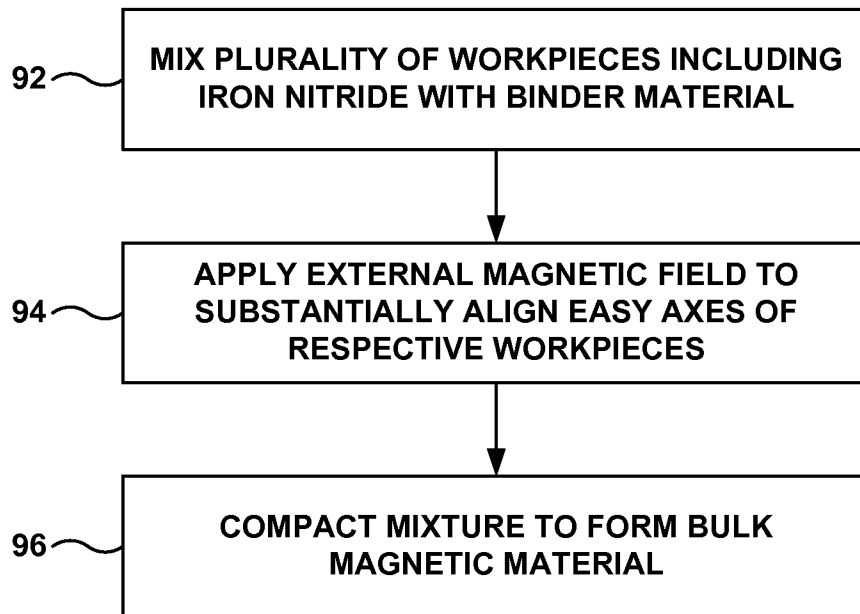 92
MIX PLURALITY OF WORKPIECES INCLUDING
IRON NITRIDE WITH BINDER MATERIAL
94
APPLY EXTERNAL MAGNETIC FIELD TO
SUBSTANTIALLY ALIGN EASY AXES OF
RESPECTIVE WORKPIECES
96
COMPACT MIXTURE TO FORM BULK
MAGNETIC MATERIAL